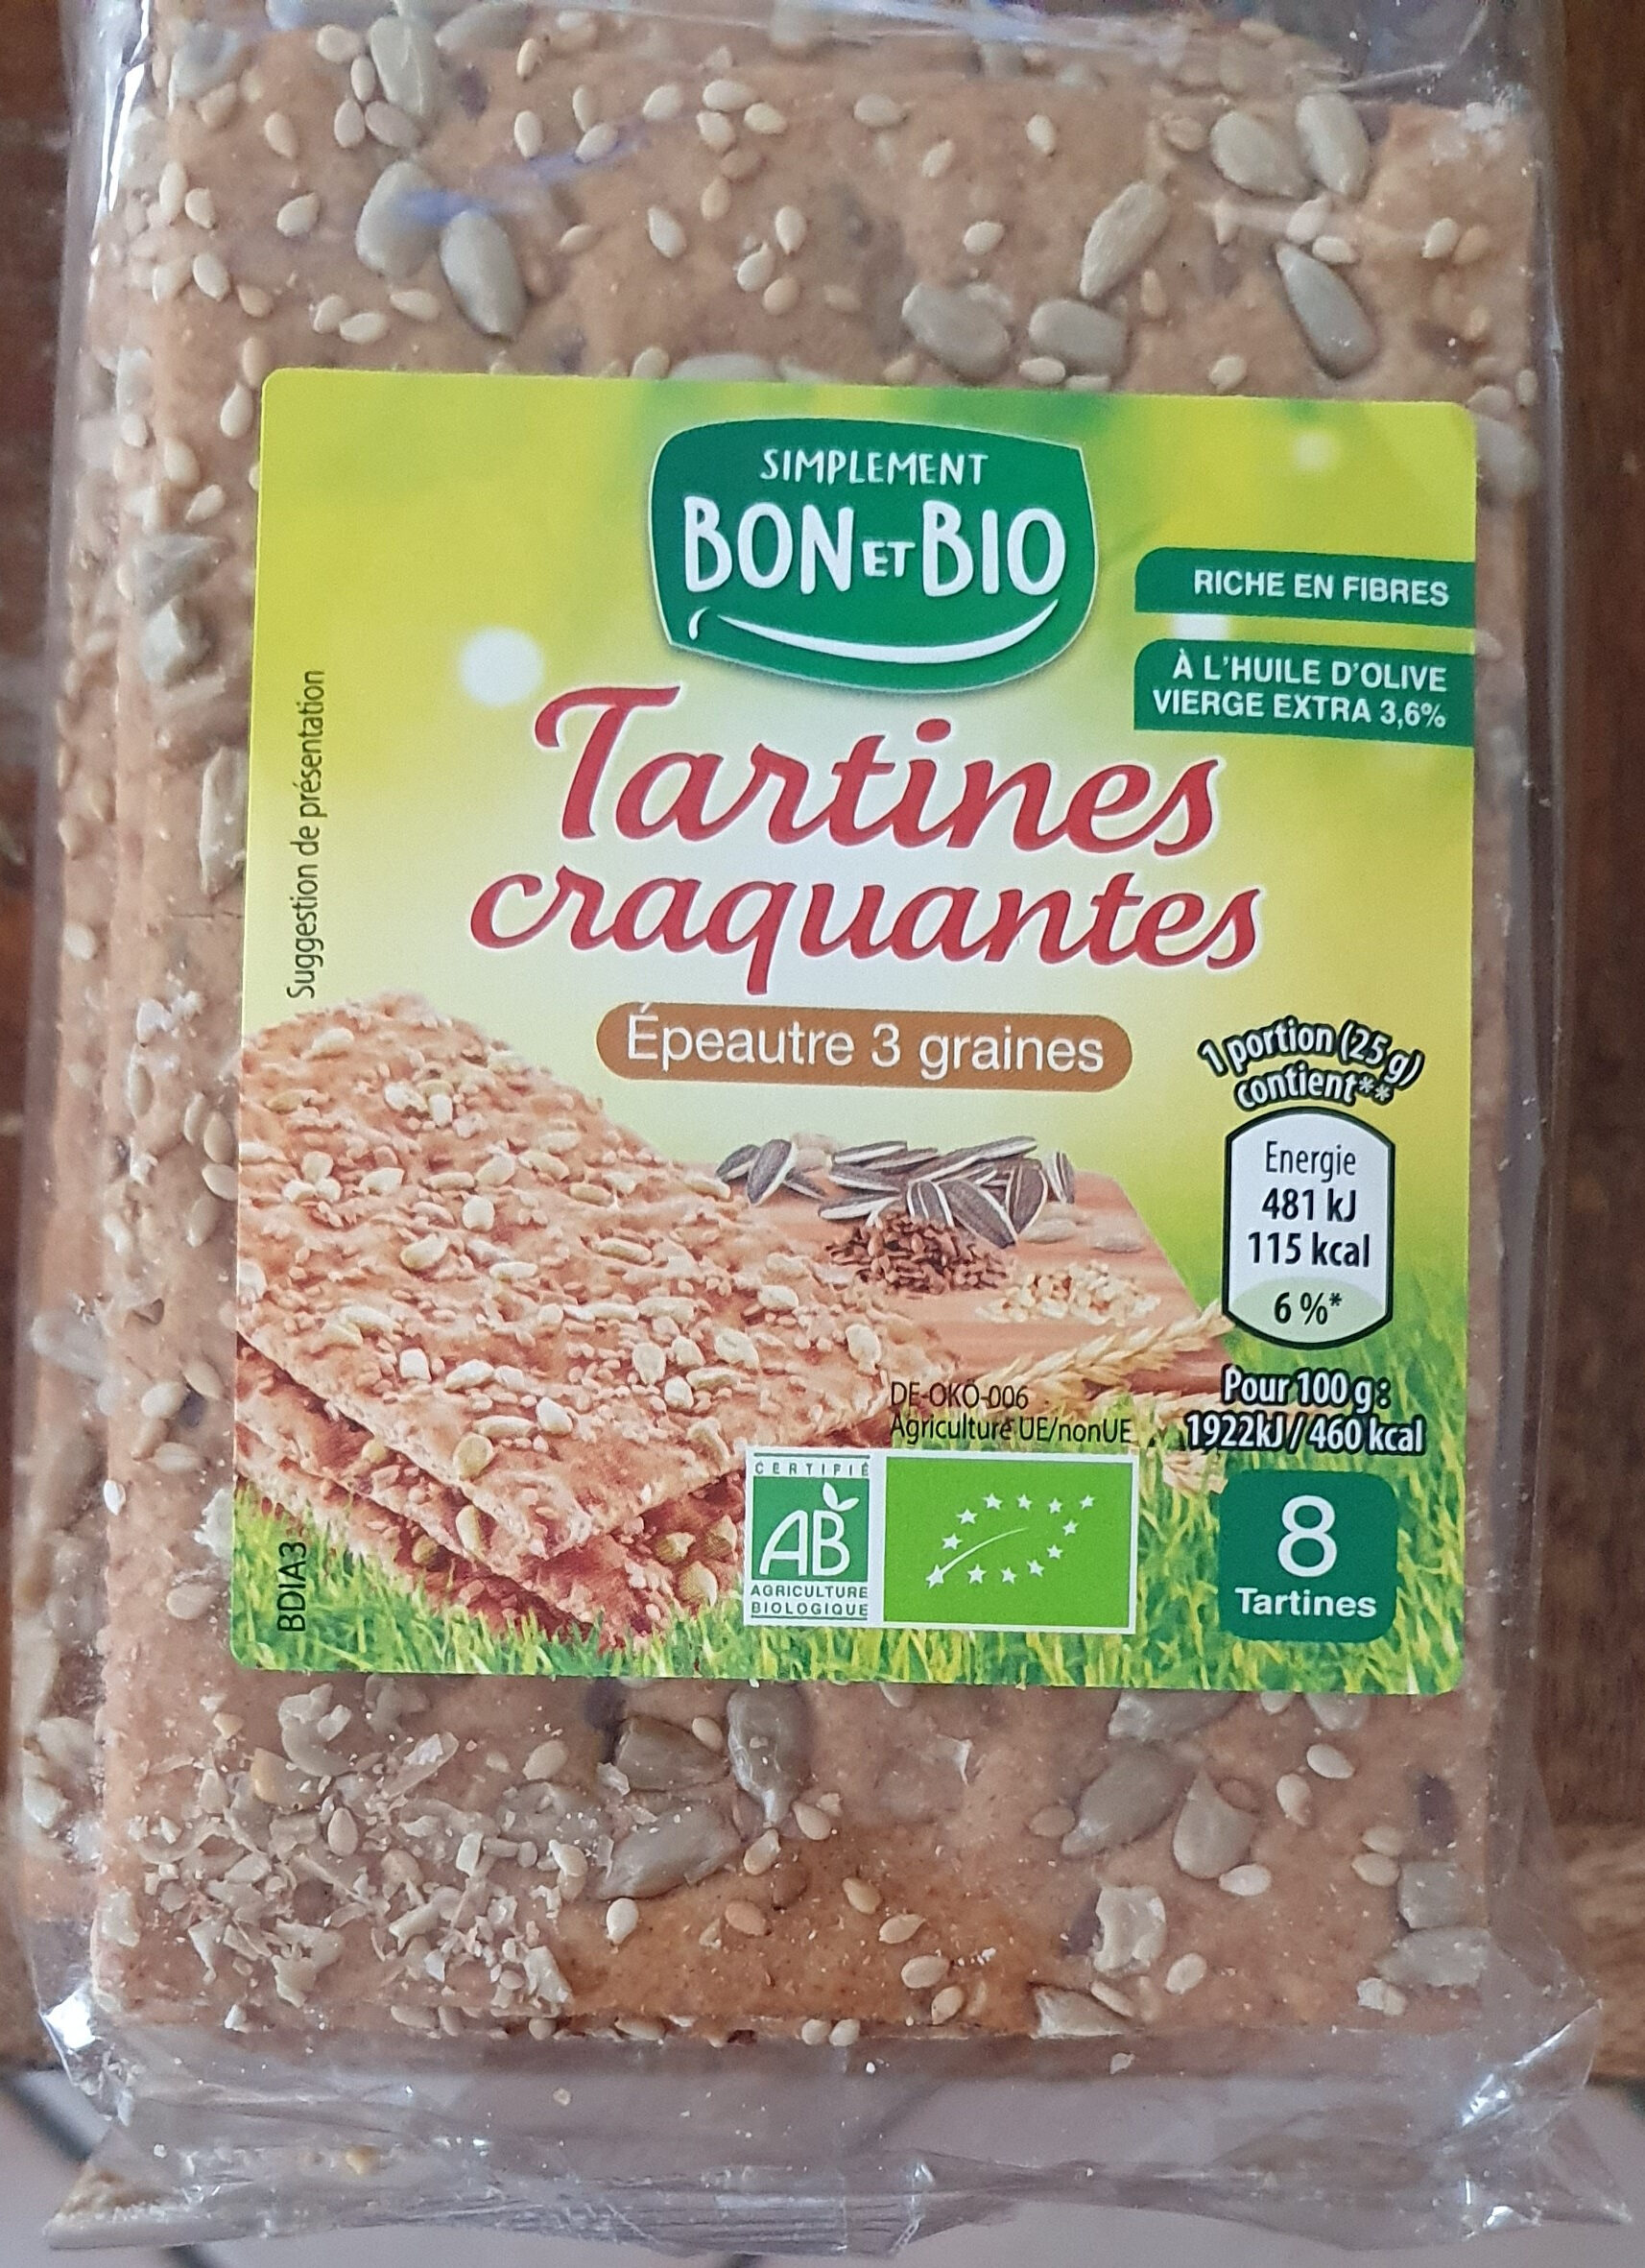 SIMPLEMENT
BON ET BIO
RICHE EN FIBRES
À L'HUILE D'OLIVE
VIERGE EXTRA 3,6%
Tartines
craquantes
Suggestion de présentation
Épeautre 3 graines
1 portion (25 g)
contient**
Energie
481 kJ
115 kcal
6 %*
Pour 100 g:
1922kJ / 460 kcal
DE-ÖKO-006
Agriculture UE/nonUE
CERTIFIÉ
AB
AGRICULTURE
BIOLOGIQUE
8
Tartines
BDIA3